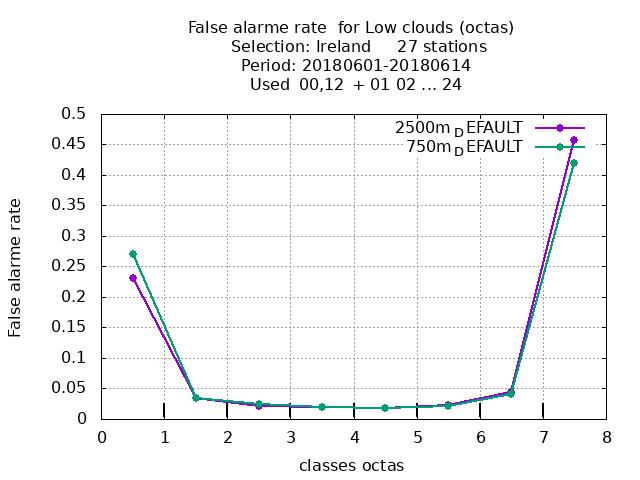 False alarme rate  for Low clouds (octas)
Selection: Ireland     27 stations
Period: 20180601-20180614
Used  00,12  + 01 02 ... 24
2500m_DEFAULT
750m_DEFAULT
0.5
0.45
0.4
0.35
0.3
0.25
0.2
0.15
0.1
0.05
0
False alarme rate
0 1 2 3 4 5 6 7 8
classes octas